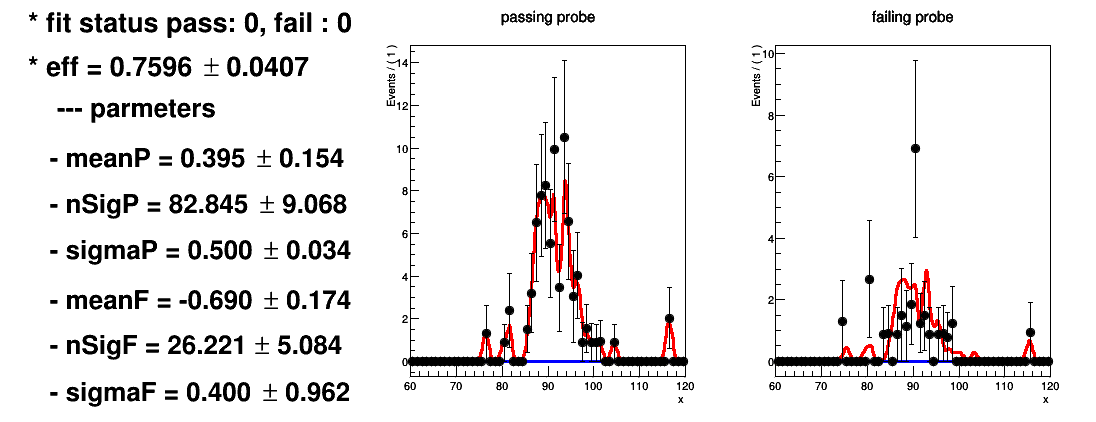 * fit status pass: 0, fail : 0
* eff = 0.7596 ± 0.0407
--- parmeters
- meanP = 0.395 ± 0.154
- nSigP = 82.845 ± 9.068
- sigmaP = 0.500 ± 0.034
- meanF = -0.690 ± 0.174
- nSigF = 26.221 ± 5.084
- sigmaF = 0.400 ± 0.962
passing probe
Events / ( 1 )
14
12
10
8
6
4
2
0
60 70 80 90 100 110 120
x
failing probe
Events / ( 1 )
10
8
6
4
2
0
60 70 80 90 100 110 120
x